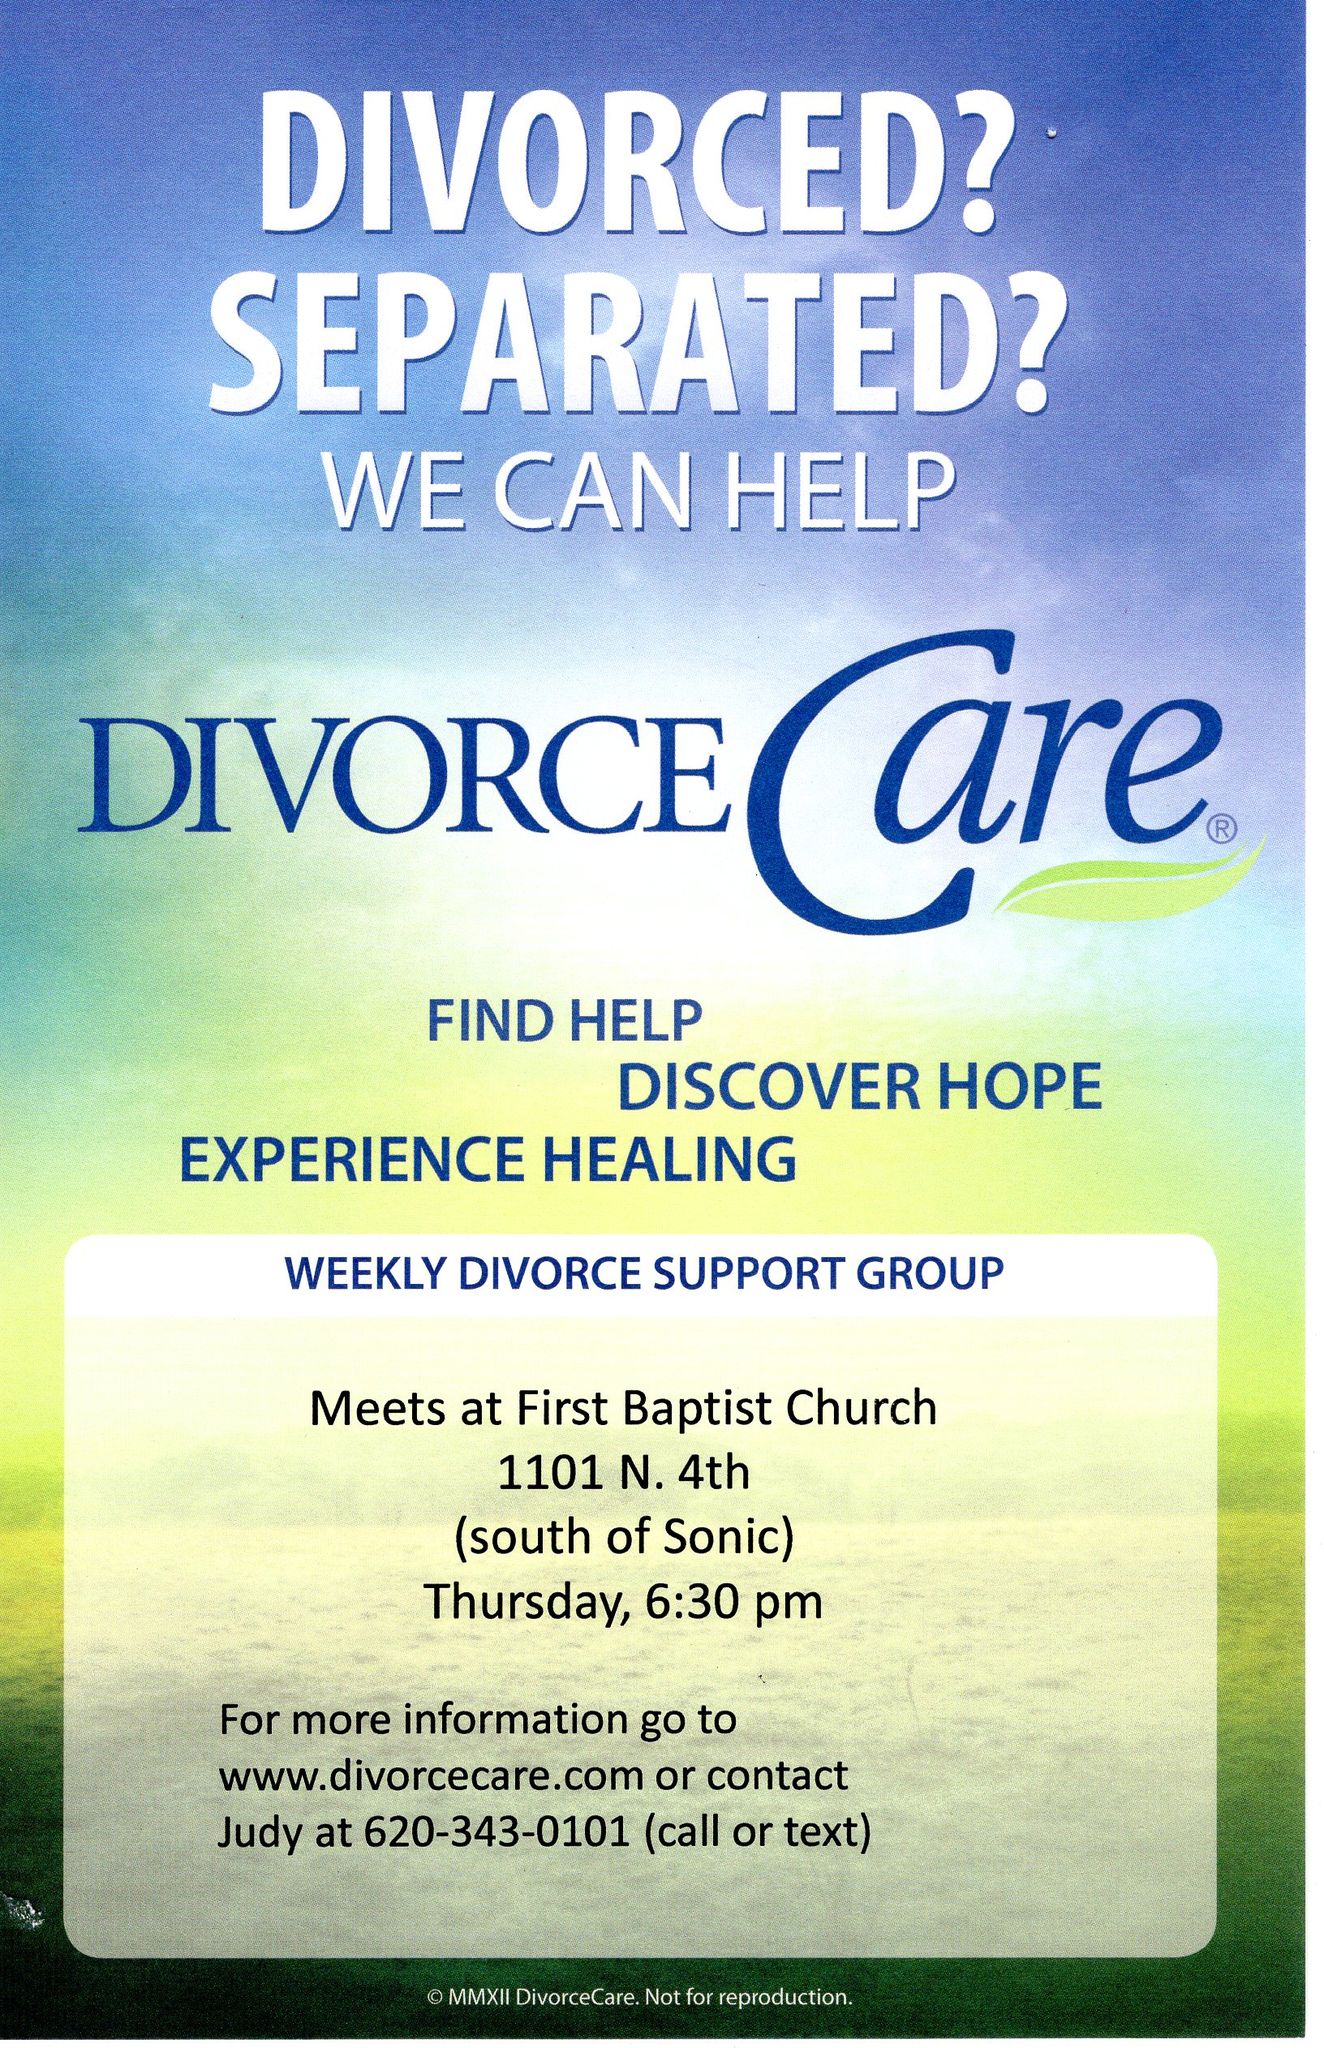 DIVORCED?
SEPARATED?
WE CAN HELP
DIVORCECare®
FIND HELP
DISCOVER HOPE
EXPERIENCE HEALING
WEEKLY DIVORCE SUPPORT GROUP
Meets at First Baptist Church
1101 N. 4th
(south of Sonic)
Thursday, 6:30 pm
For more information go to
www.divorcecare.com or contact
Judy at 620-343-0101 (call or text)
© MMXII DivorceCare. Not for reproduction.